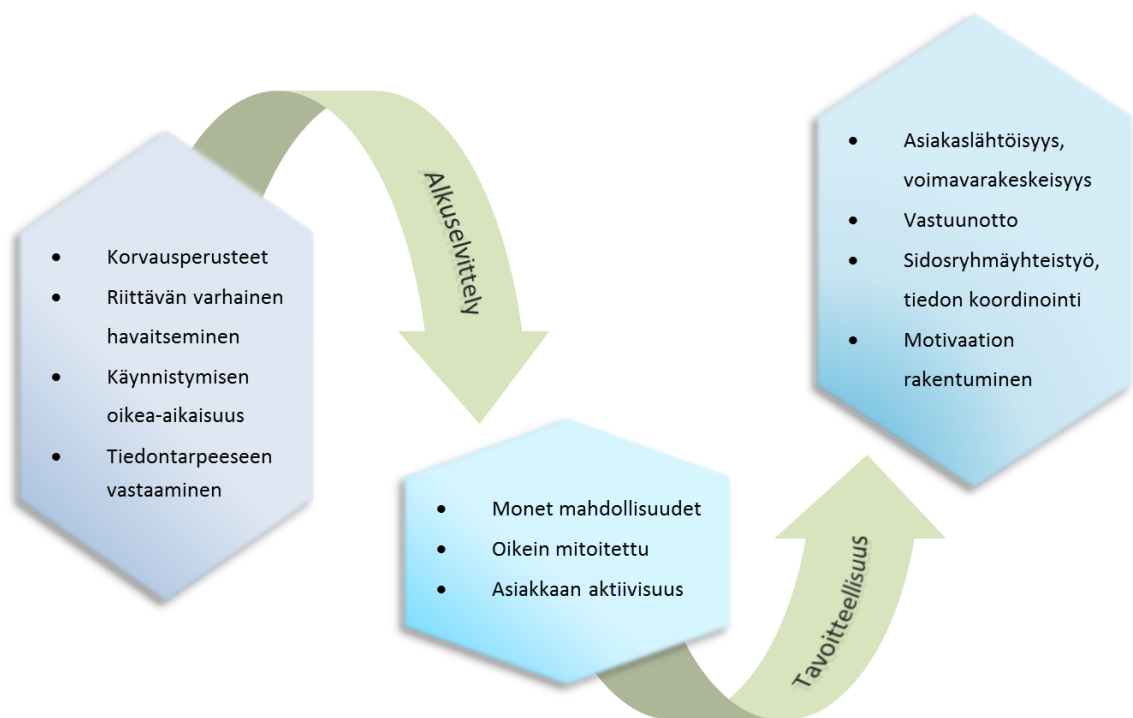 • Korvausperusteet
• Riittävän varhainen
havaitseminen
• Käynnistymisen
oikea-aikaisuus
• Tiedontarpeeseen
vastaaminen
Alkuselvittely
• Monet mahdollisuudet
• Oikein mitoitettu
• Asiakkaan aktiivisuus
Tavoitteellisuus
• Asiakaslähtöisyys,
voimavarakeskeisyys
• Vastuunotto
• Sidosryhmäyhteistyö,
tiedon koordinointi
• Motivaation
rakentuminen